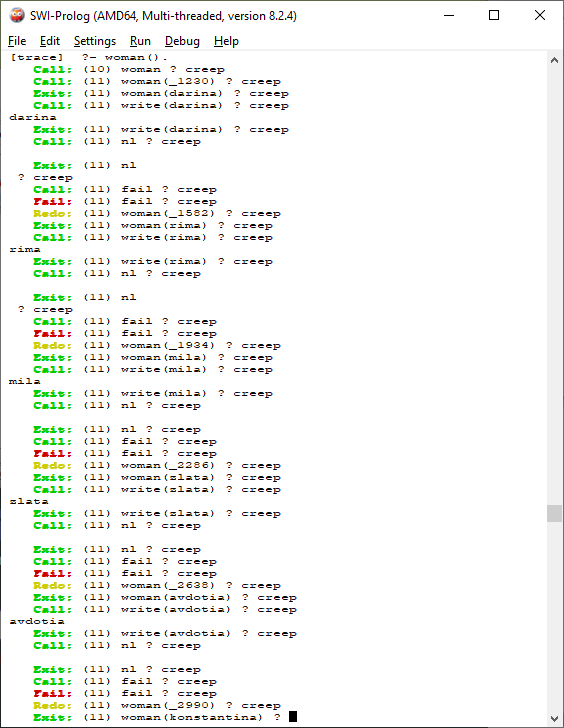 SWI-Prolog (AMD64, Multi-threaded, version 8.2.4)
File Edit Settings Run Debug Help
[trace]  ?- woman().
   Call: (10) woman ? creep
   Call: (11) woman(_1230) ? creep
   Exit: (11) woman(darina) ? creep
   Call: (11) write(darina) ? creep
darina
   Exit: (11) write(darina) ? creep
   Call: (11) nl ? creep

   Exit: (11) nl
 ? creep
   Call: (11) fail ? creep
   Fail: (11) fail ? creep
   Redo: (11) woman(_1582) ? creep
   Exit: (11) woman(rima) ? creep
   Call: (11) write(rima) ? creep
rima
   Exit: (11) write(rima) ? creep
   Call: (11) nl ? creep

   Exit: (11) nl
 ? creep
   Call: (11) fail ? creep
   Fail: (11) fail ? creep
   Redo: (11) woman(_1934) ? creep
   Exit: (11) woman(mila) ? creep
   Call: (11) write(mila) ? creep
mila
   Exit: (11) write(mila) ? creep
   Call: (11) nl ? creep

   Exit: (11) nl ? creep
   Call: (11) fail ? creep
   Fail: (11) fail ? creep
   Redo: (11) woman(_2286) ? creep
   Exit: (11) woman(zlata) ? creep
   Call: (11) write(zlata) ? creep
zlata
   Exit: (11) write(zlata) ? creep
   Call: (11) nl ? creep

   Exit: (11) nl ? creep
   Call: (11) fail ? creep
   Fail: (11) fail ? creep
   Redo: (11) woman(_2638) ? creep
   Exit: (11) woman(avdotia) ? creep
   Call: (11) write(avdotia) ? creep
avdotia
   Exit: (11) write(avdotia) ? creep
   Call: (11) nl ? creep

   Exit: (11) nl ? creep
   Call: (11) fail ? creep
   Fail: (11) fail ? creep
   Redo: (11) woman(_2990) ? creep
   Exit: (11) woman(konstantina) ?